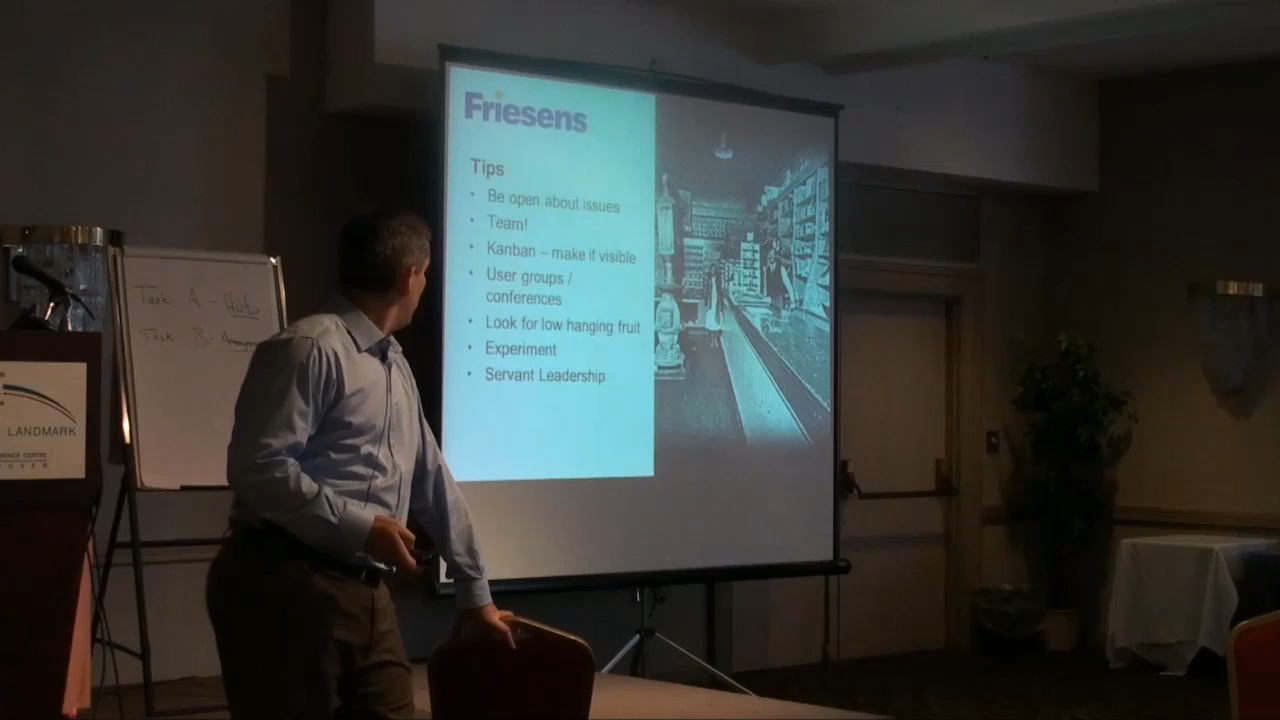 Friesens
Tips
• Be open about issues
• Team!
• Kanban – make it visible
• User groups /
conferences
• Look for low hanging fruit
• Experiment
• Servant Leadership
Task A - Hub
Task B -
LANDMARK